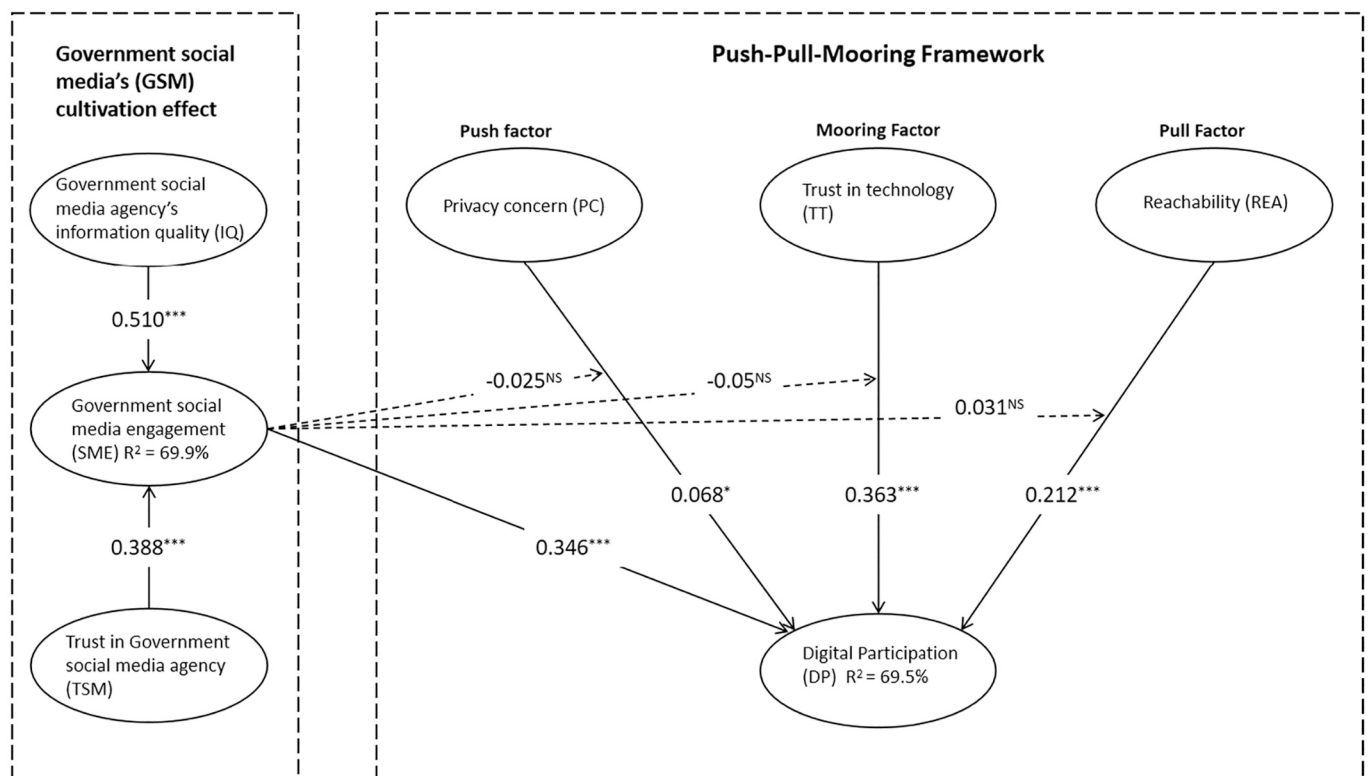 Government social
media's (GSM)
cultivation effect
Government social
media agency's
information quality (IQ)
0.510***
Government social
media engagement
(SME) R² = 69.9%
0.388***
Trust in Government
social media agency
(TSM)
Push-Pull-Mooring Framework
Push factor
Mooring Factor
Pull Factor
Privacy concern (PC)
Trust in technology
(TT)
Reachability (REA)
-0.025ᴺˢ
-0.05ᴺˢ
0.031ᴺˢ
0.068*
0.363***
0.212***
0.346***
Digital Participation
(DP) R² = 69.5%